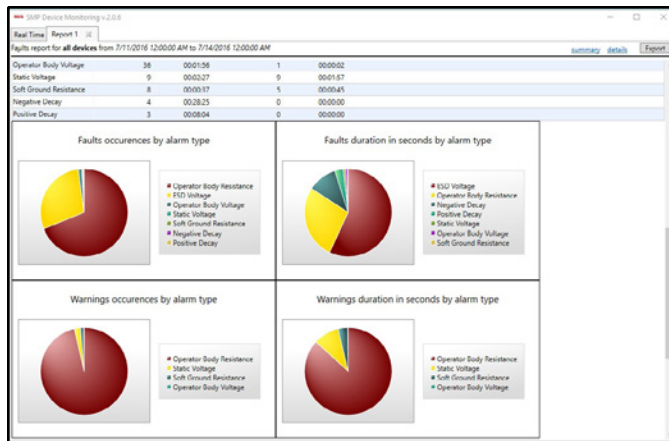 SMP Device Monitoring v.2.0.6
Real Time Report 1
Faults report for all devices from 7/11/2016 12:00:00 AM to 7/14/2016 12:00:00 AM summary details Export
Operator Body Voltage 36 00:01:56 1 00:00:02
Static Voltage 9 00:02:27 9 00:01:57
Soft Ground Resistance 8 00:00:37 5 00:00:45
Negative Decay 4 00:28:25 0 00:00:00
Positive Decay 3 00:08:04 0 00:00:00
Faults occurences by alarm type
Operator Body Resistance
ESD Voltage
Operator Body Voltage
Static Voltage
Soft Ground Resistance
Negative Decay
Positive Decay
Faults duration in seconds by alarm type
ESD Voltage
Operator Body Resistance
Negative Decay
Positive Decay
Static Voltage
Operator Body Voltage
Soft Ground Resistance
Warnings occurences by alarm type
Operator Body Resistance
Static Voltage
Soft Ground Resistance
Operator Body Voltage
Warnings duration in seconds by alarm type
Operator Body Resistance
Static Voltage
Soft Ground Resistance
Operator Body Voltage